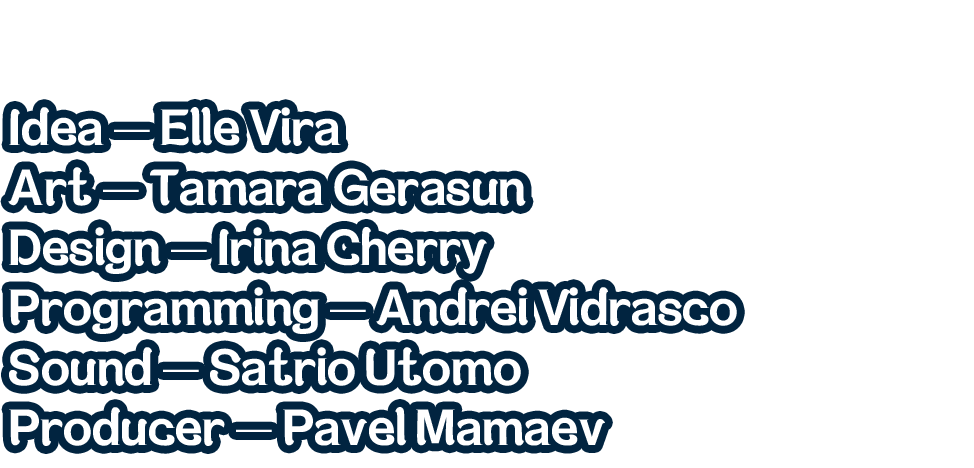 Idea — Elle Vira
Art — Tamara Gerasun
Design — Irina Cherry
Programming — Andrei Vidrasco
Sound — Satrio Utomo
Producer — Pavel Mamaev